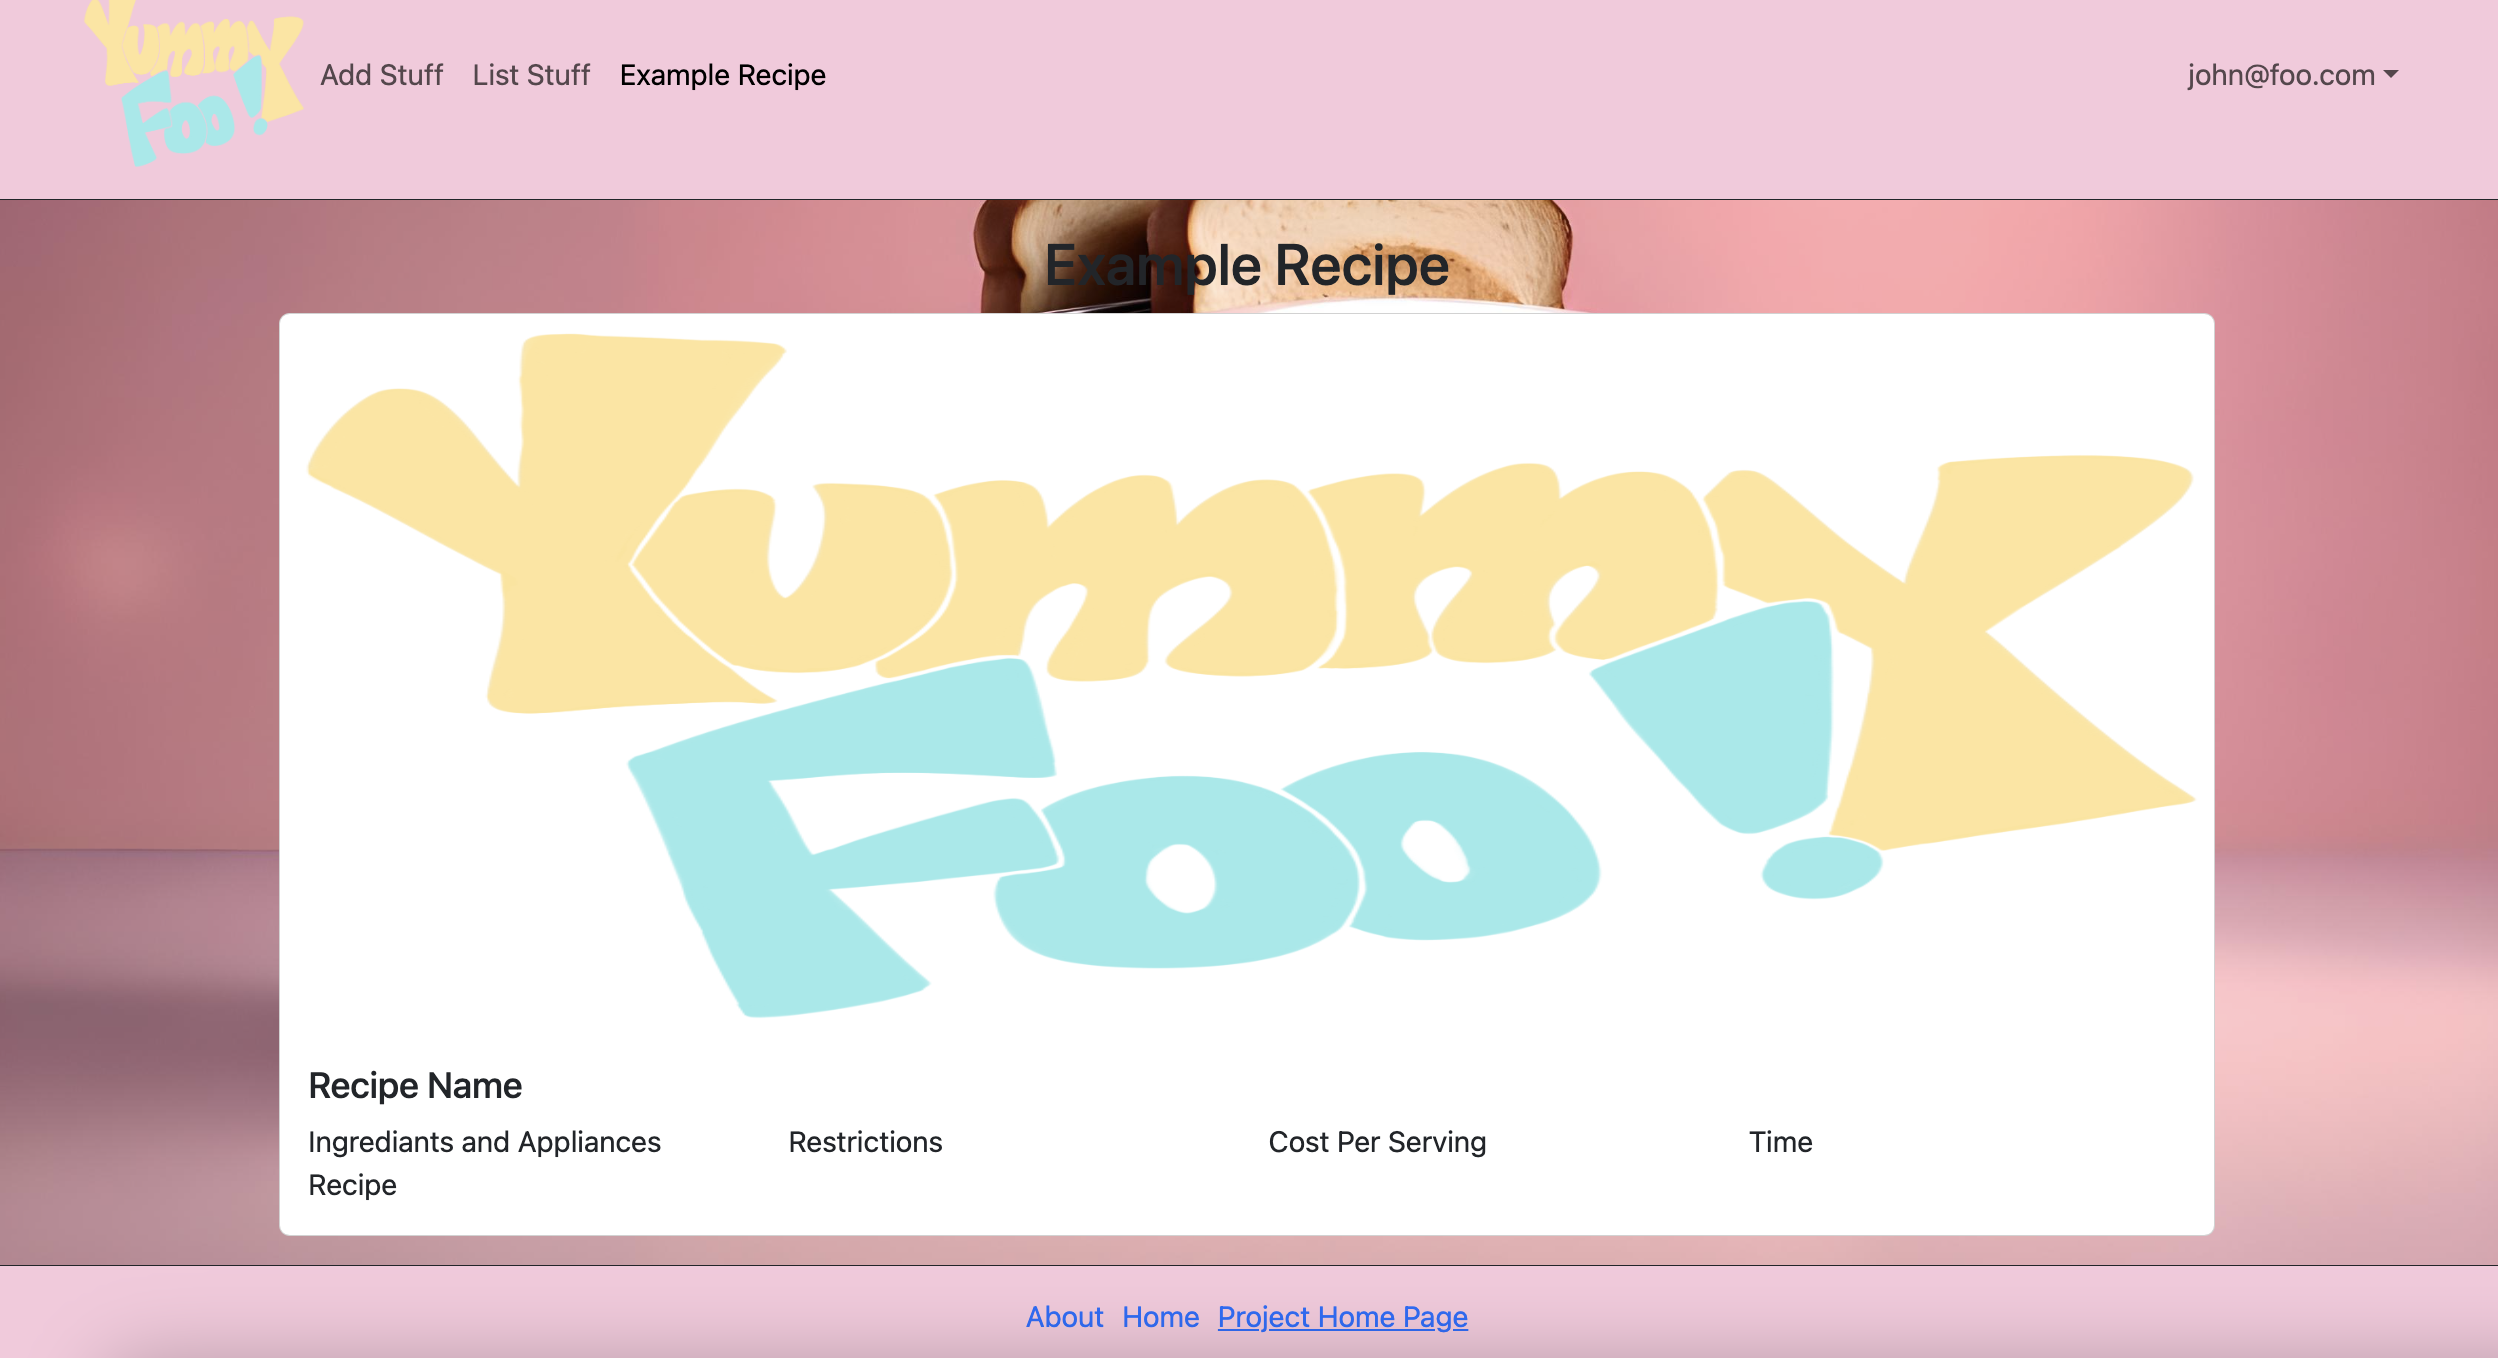 Yummy
Foo!
Add Stuff List Stuff Example Recipe john@foo.com
Example Recipe
Yummy
Foo!
Recipe Name
Ingrediants and Appliances Restrictions Cost Per Serving Time
Recipe
About Home Project Home Page